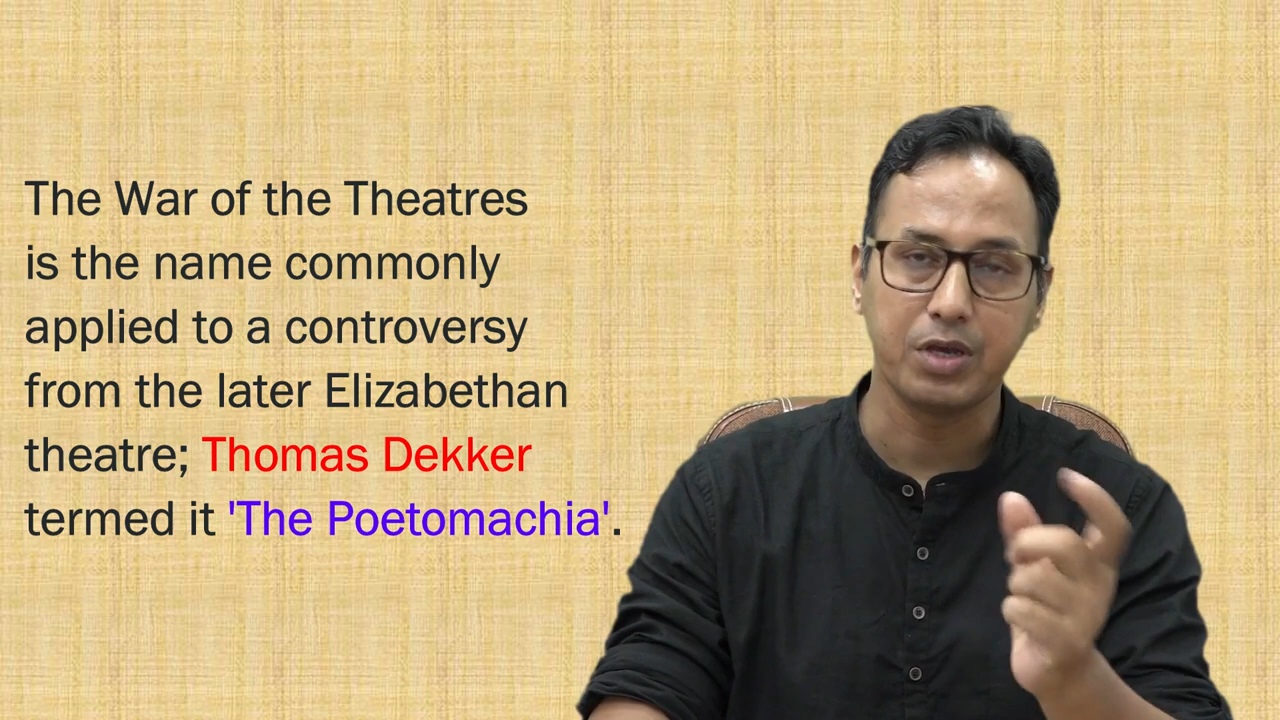 The War of the Theatres
is the name commonly
applied to a controversy
from the later Elizabethan
theatre; Thomas Dekker
termed it 'The Poetomachia'.